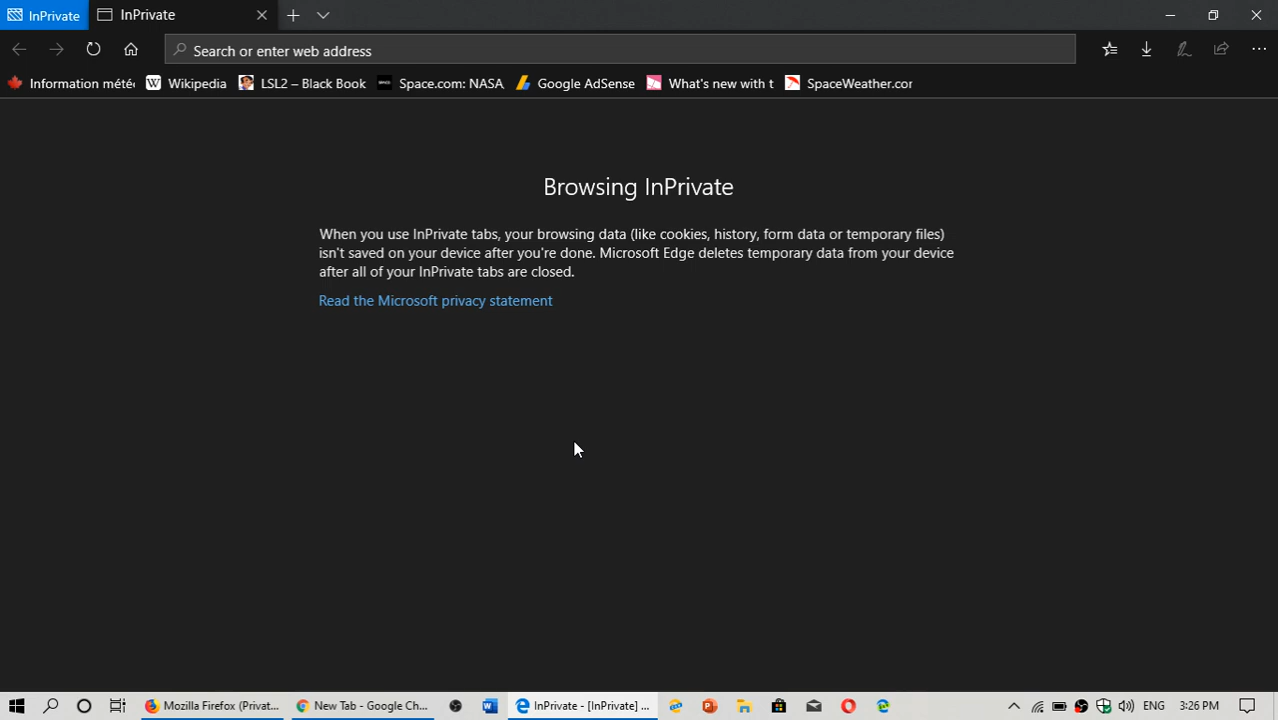 InPrivate
InPrivate
Search or enter web address
Information météo
W Wikipedia
LSL2 – Black Book
Space.com: NASA
Google AdSense
What's new with t
SpaceWeather.cor
Browsing InPrivate
When you use InPrivate tabs, your browsing data (like cookies, history, form data or temporary files)
isn't saved on your device after you're done. Microsoft Edge deletes temporary data from your device
after all of your InPrivate tabs are closed.
Read the Microsoft privacy statement
Mozilla Firefox (Privat...
New Tab - Google Ch...
InPrivate - [InPrivate] ...
ENG
3:26 PM